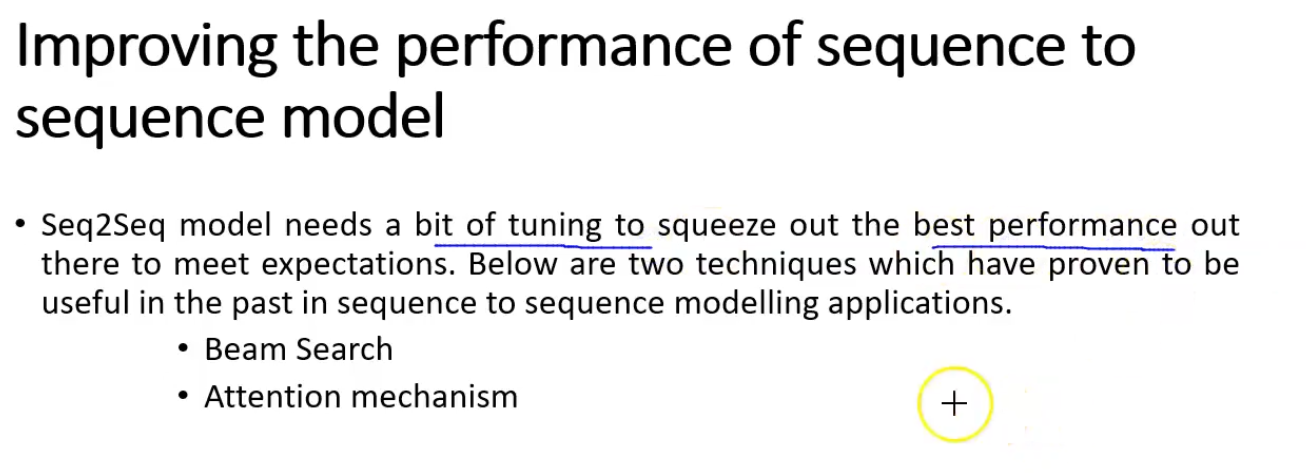 Improving the performance of sequence to
sequence model
• Seq2Seq model needs a bit of tuning to squeeze out the best performance out
there to meet expectations. Below are two techniques which have proven to be
useful in the past in sequence to sequence modelling applications.
• Beam Search
• Attention mechanism